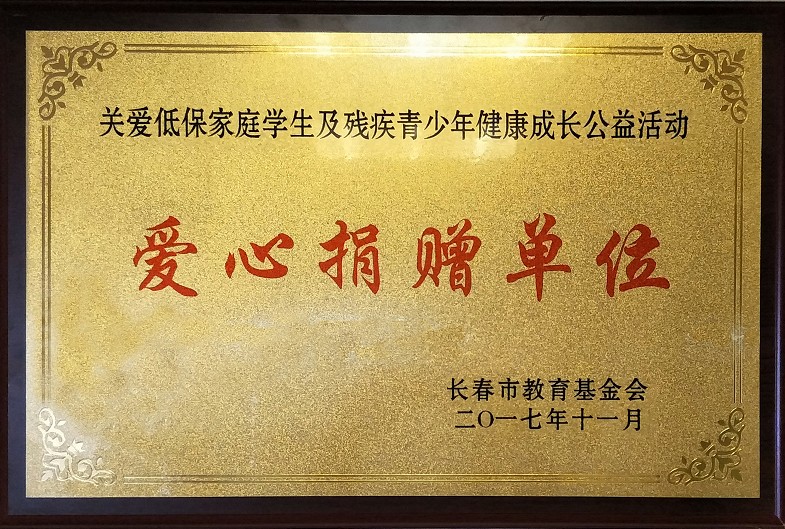 关爱低保家庭学生及残疾青少年健康成长公益活动
爱心捐赠单位
长春市教育基金会
二〇一七年十一月